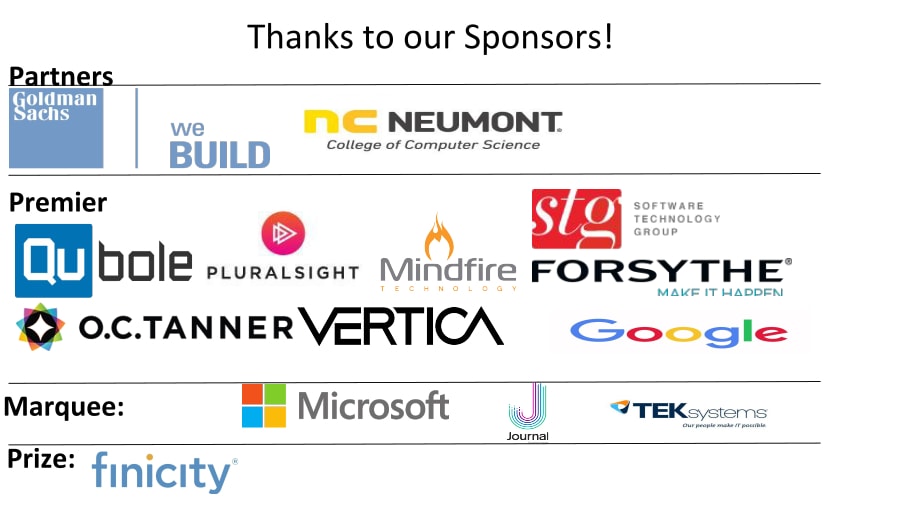 Thanks to our Sponsors!
Partners
Goldman
Sachs
we
BUILD
nc NEUMONT.
College of Computer Science
Premier
stg SOFTWARE
TECHNOLOGY
GROUP
Qubole
PLURALSIGHT
Mindfire
TECHNOLOGY
FORSYTHE®
MAKE IT HAPPEN
O.C.TANNER
VERTICA
Google
Marquee:
Microsoft
J
Journal
TEKsystems
Our people make IT possible
Prize:
finicity®